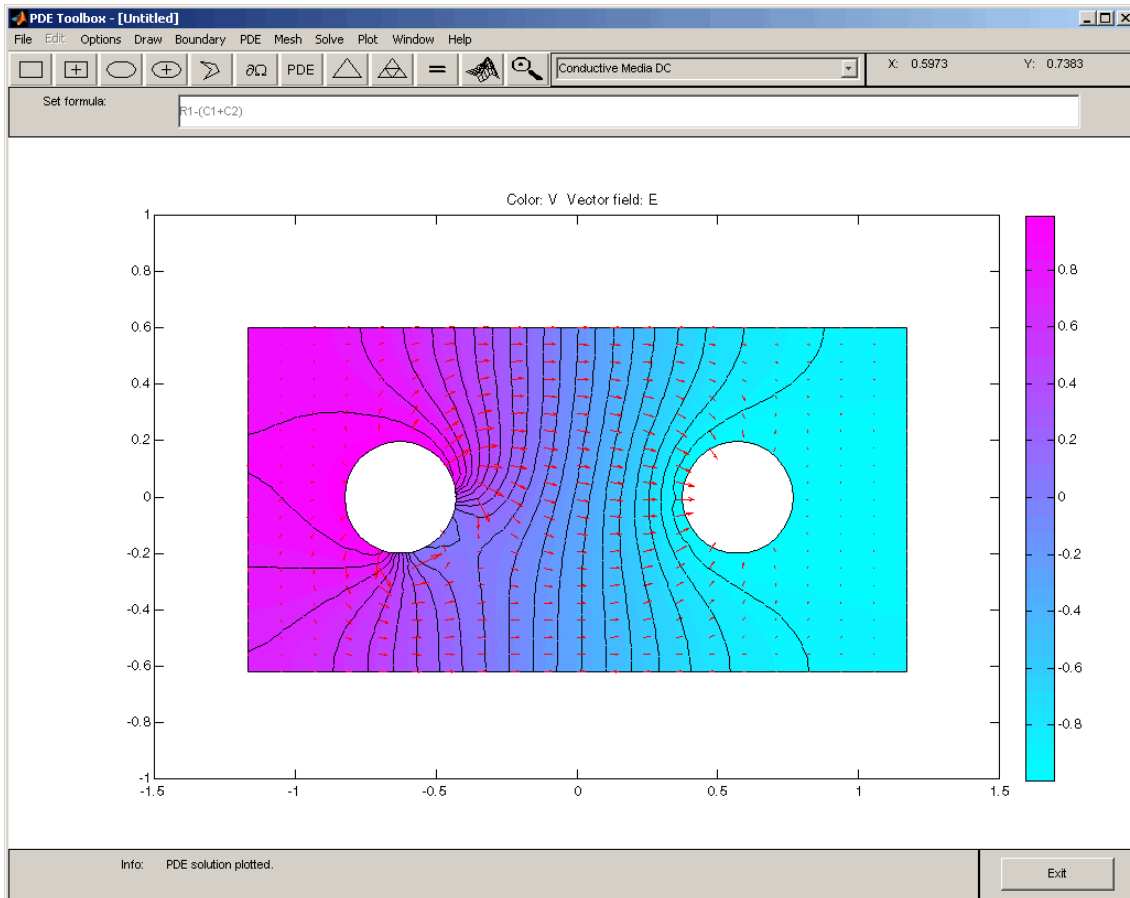 PDE Toolbox - [Untitled]
File Edit Options Draw Boundary PDE Mesh Solve Plot Window Help
∂Ω PDE = Conductive Media DC X: 0.5973 Y: 0.7383
Set formula: R1-(C1+C2)
Color: V Vector field: E
1
0.8
0.6
0.4
0.2
0
-0.2
-0.4
-0.6
-0.8
-1
-1.5 -1 -0.5 0 0.5 1 1.5
0.8
0.6
0.4
0.2
0
-0.2
-0.4
-0.6
-0.8
Info: PDE solution plotted.
Exit